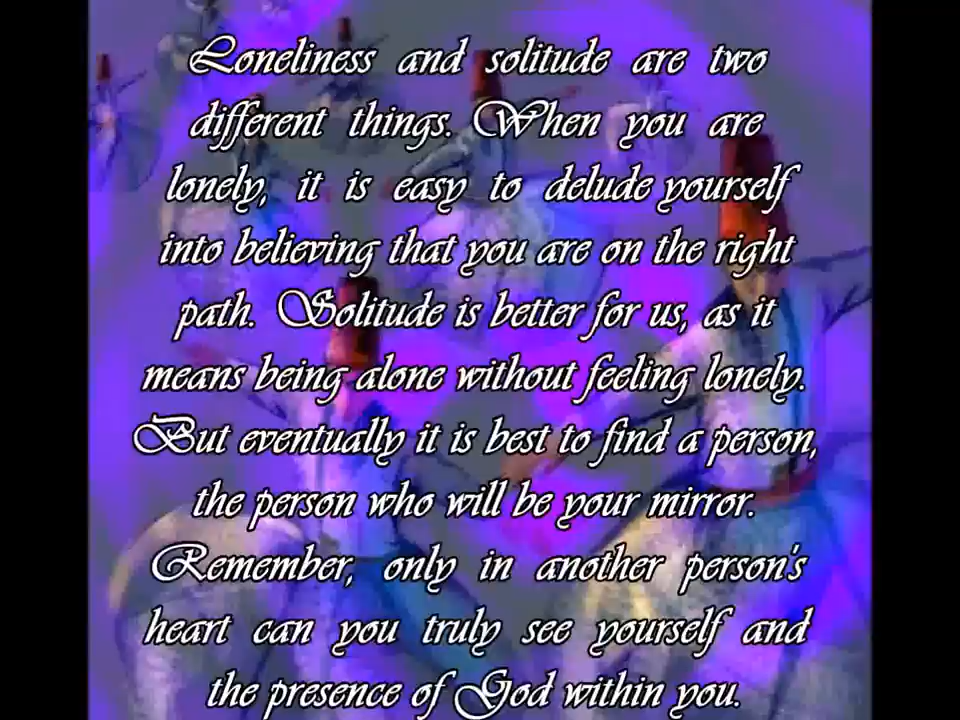 Loneliness and solitude are two
different things. When you are
lonely, it is easy to delude yourself
into believing that you are on the right
path. Solitude is better for us, as it
means being alone without feeling lonely.
But eventually it is best to find a person,
the person who will be your mirror.
Remember, only in another person's
heart can you truly see yourself and
the presence of God within you.